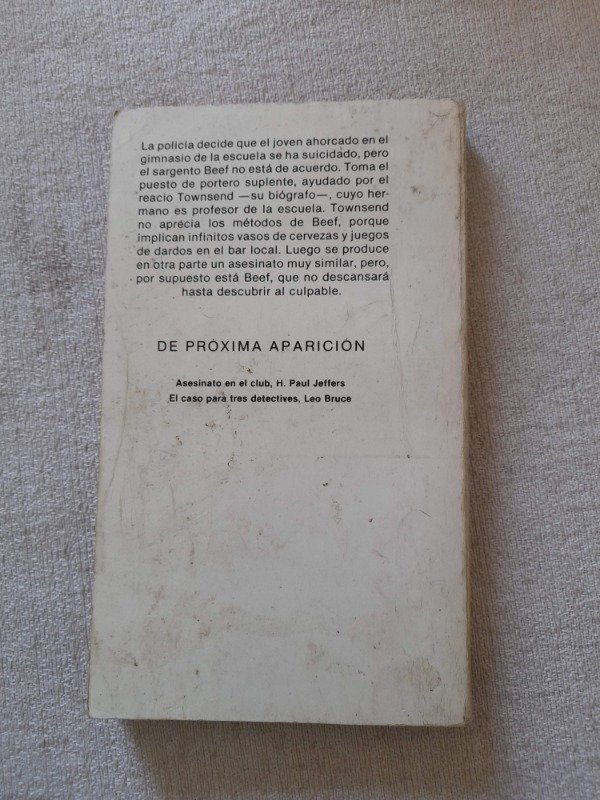 La policía decide que el joven ahorcado en el
gimnasio de la escuela se ha suicidado, pero
el sargento Beef no está de acuerdo. Toma el
puesto de portero suplente, ayudado por el
reacio Townsend —su biógrafo—, cuyo her-
mano es profesor de la escuela. Townsend
no aprecia los métodos de Beef, porque
implican infinitos vasos de cervezas y juegos
de dardos en el bar local. Luego se produce
en otra parte un asesinato muy similar, pero,
por supuesto está Beef, que no descansará
hasta descubrir al culpable.
DE PRÓXIMA APARICIÓN
Asesinato en el club, H. Paul Jeffers
El caso para tres detectives, Leo Bruce